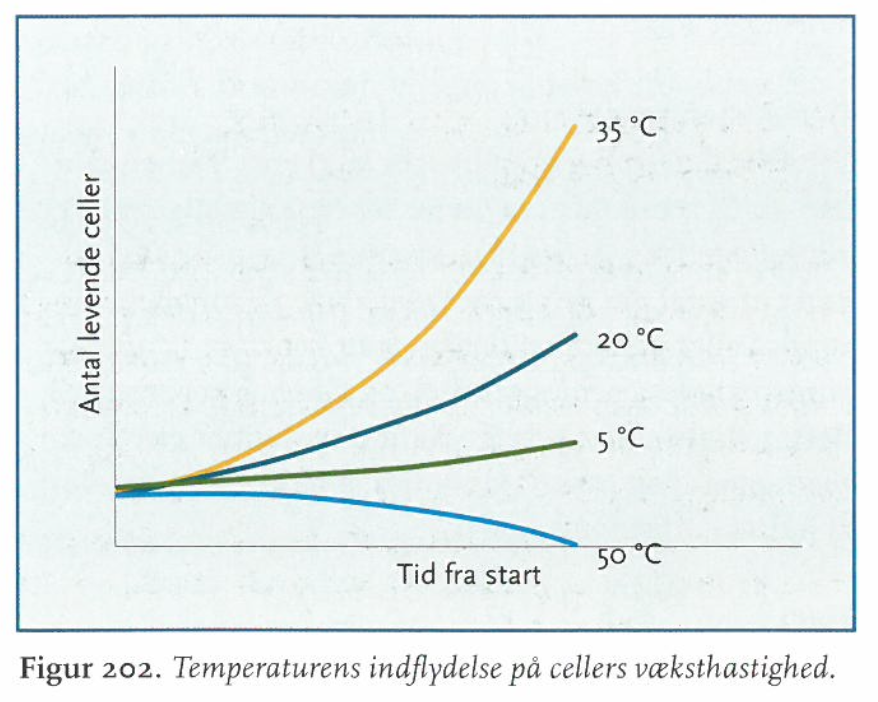 35 °C
Antal levende celler
20 °C
5 °C
50 °C
Tid fra start
Figur 202. Temperaturens indflydelse på cellers væksthastighed.